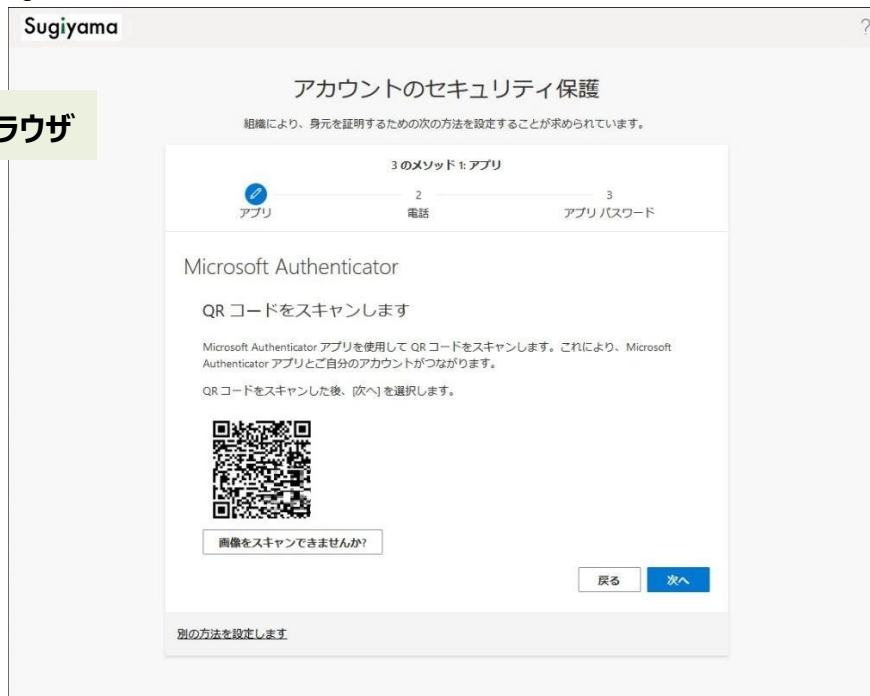 Sugiyama
?
ラウザ
アカウントのセキュリティ保護
組織により、身元を証明するための次の方法を設定することが求められています。
3 のメソッド 1: アプリ
2
3
アプリ
電話
アプリ パスワード
Microsoft Authenticator
QR コードをスキャンします
Microsoft Authenticator アプリを使用して QR コードをスキャンします。これにより、Microsoft
Authenticator アプリとご自分のアカウントがつながります。
QR コードをスキャンした後、[次へ] を選択します。
画像をスキャンできませんか?
戻る
次へ
別の方法を設定します